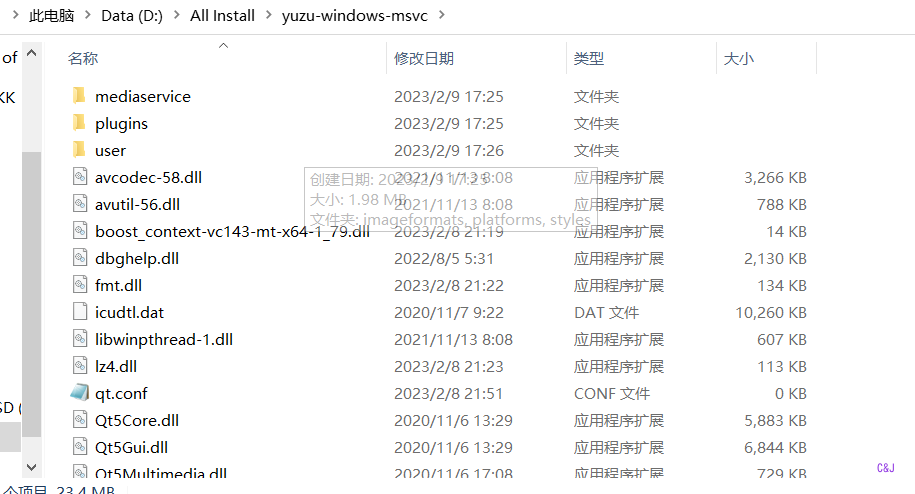 此电脑 > Data (D:) > All Install > yuzu-windows-msvc >
of
KK
名称 修改日期 类型 大小
mediaservice 2023/2/9 17:25 文件夹
plugins 2023/2/9 17:25 文件夹
user 2023/2/9 17:26 文件夹
avcodec-58.dll 2021/11/13 8:08 应用程序扩展 3,266 KB
创建日期: 2023/2/9 17:25
avutil-56.dll 2021/11/13 8:08 应用程序扩展 788 KB
大小: 1.98 MB
文件夹: imageformats, platforms, styles
boost_context-vc143-mt-x64-1_79.dll 2023/2/8 21:19 应用程序扩展 14 KB
dbghelp.dll 2022/8/5 5:31 应用程序扩展 2,130 KB
fmt.dll 2023/2/8 21:22 应用程序扩展 134 KB
icudtl.dat 2020/11/7 9:22 DAT 文件 10,260 KB
libwinpthread-1.dll 2021/11/13 8:08 应用程序扩展 607 KB
lz4.dll 2023/2/8 21:23 应用程序扩展 113 KB
qt.conf 2023/2/8 21:51 CONF 文件 0 KB
SD (
Qt5Core.dll 2020/11/6 13:29 应用程序扩展 5,883 KB
Qt5Gui.dll 2020/11/6 13:29 应用程序扩展 6,844 KB
Qt5Multimedia.dll 2020/11/6 17:08 应用程序扩展 729 KB
C&J
个项目 23.4 MB